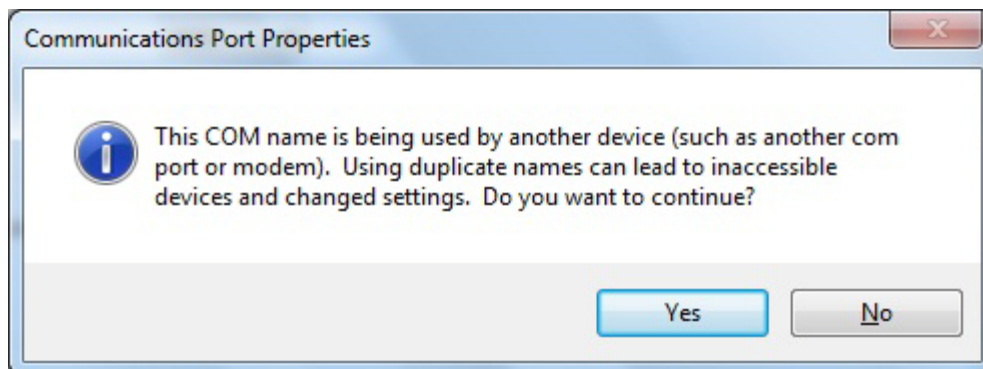 Communications Port Properties
This COM name is being used by another device (such as another com
port or modem).  Using duplicate names can lead to inaccessible
devices and changed settings.  Do you want to continue?
Yes
No